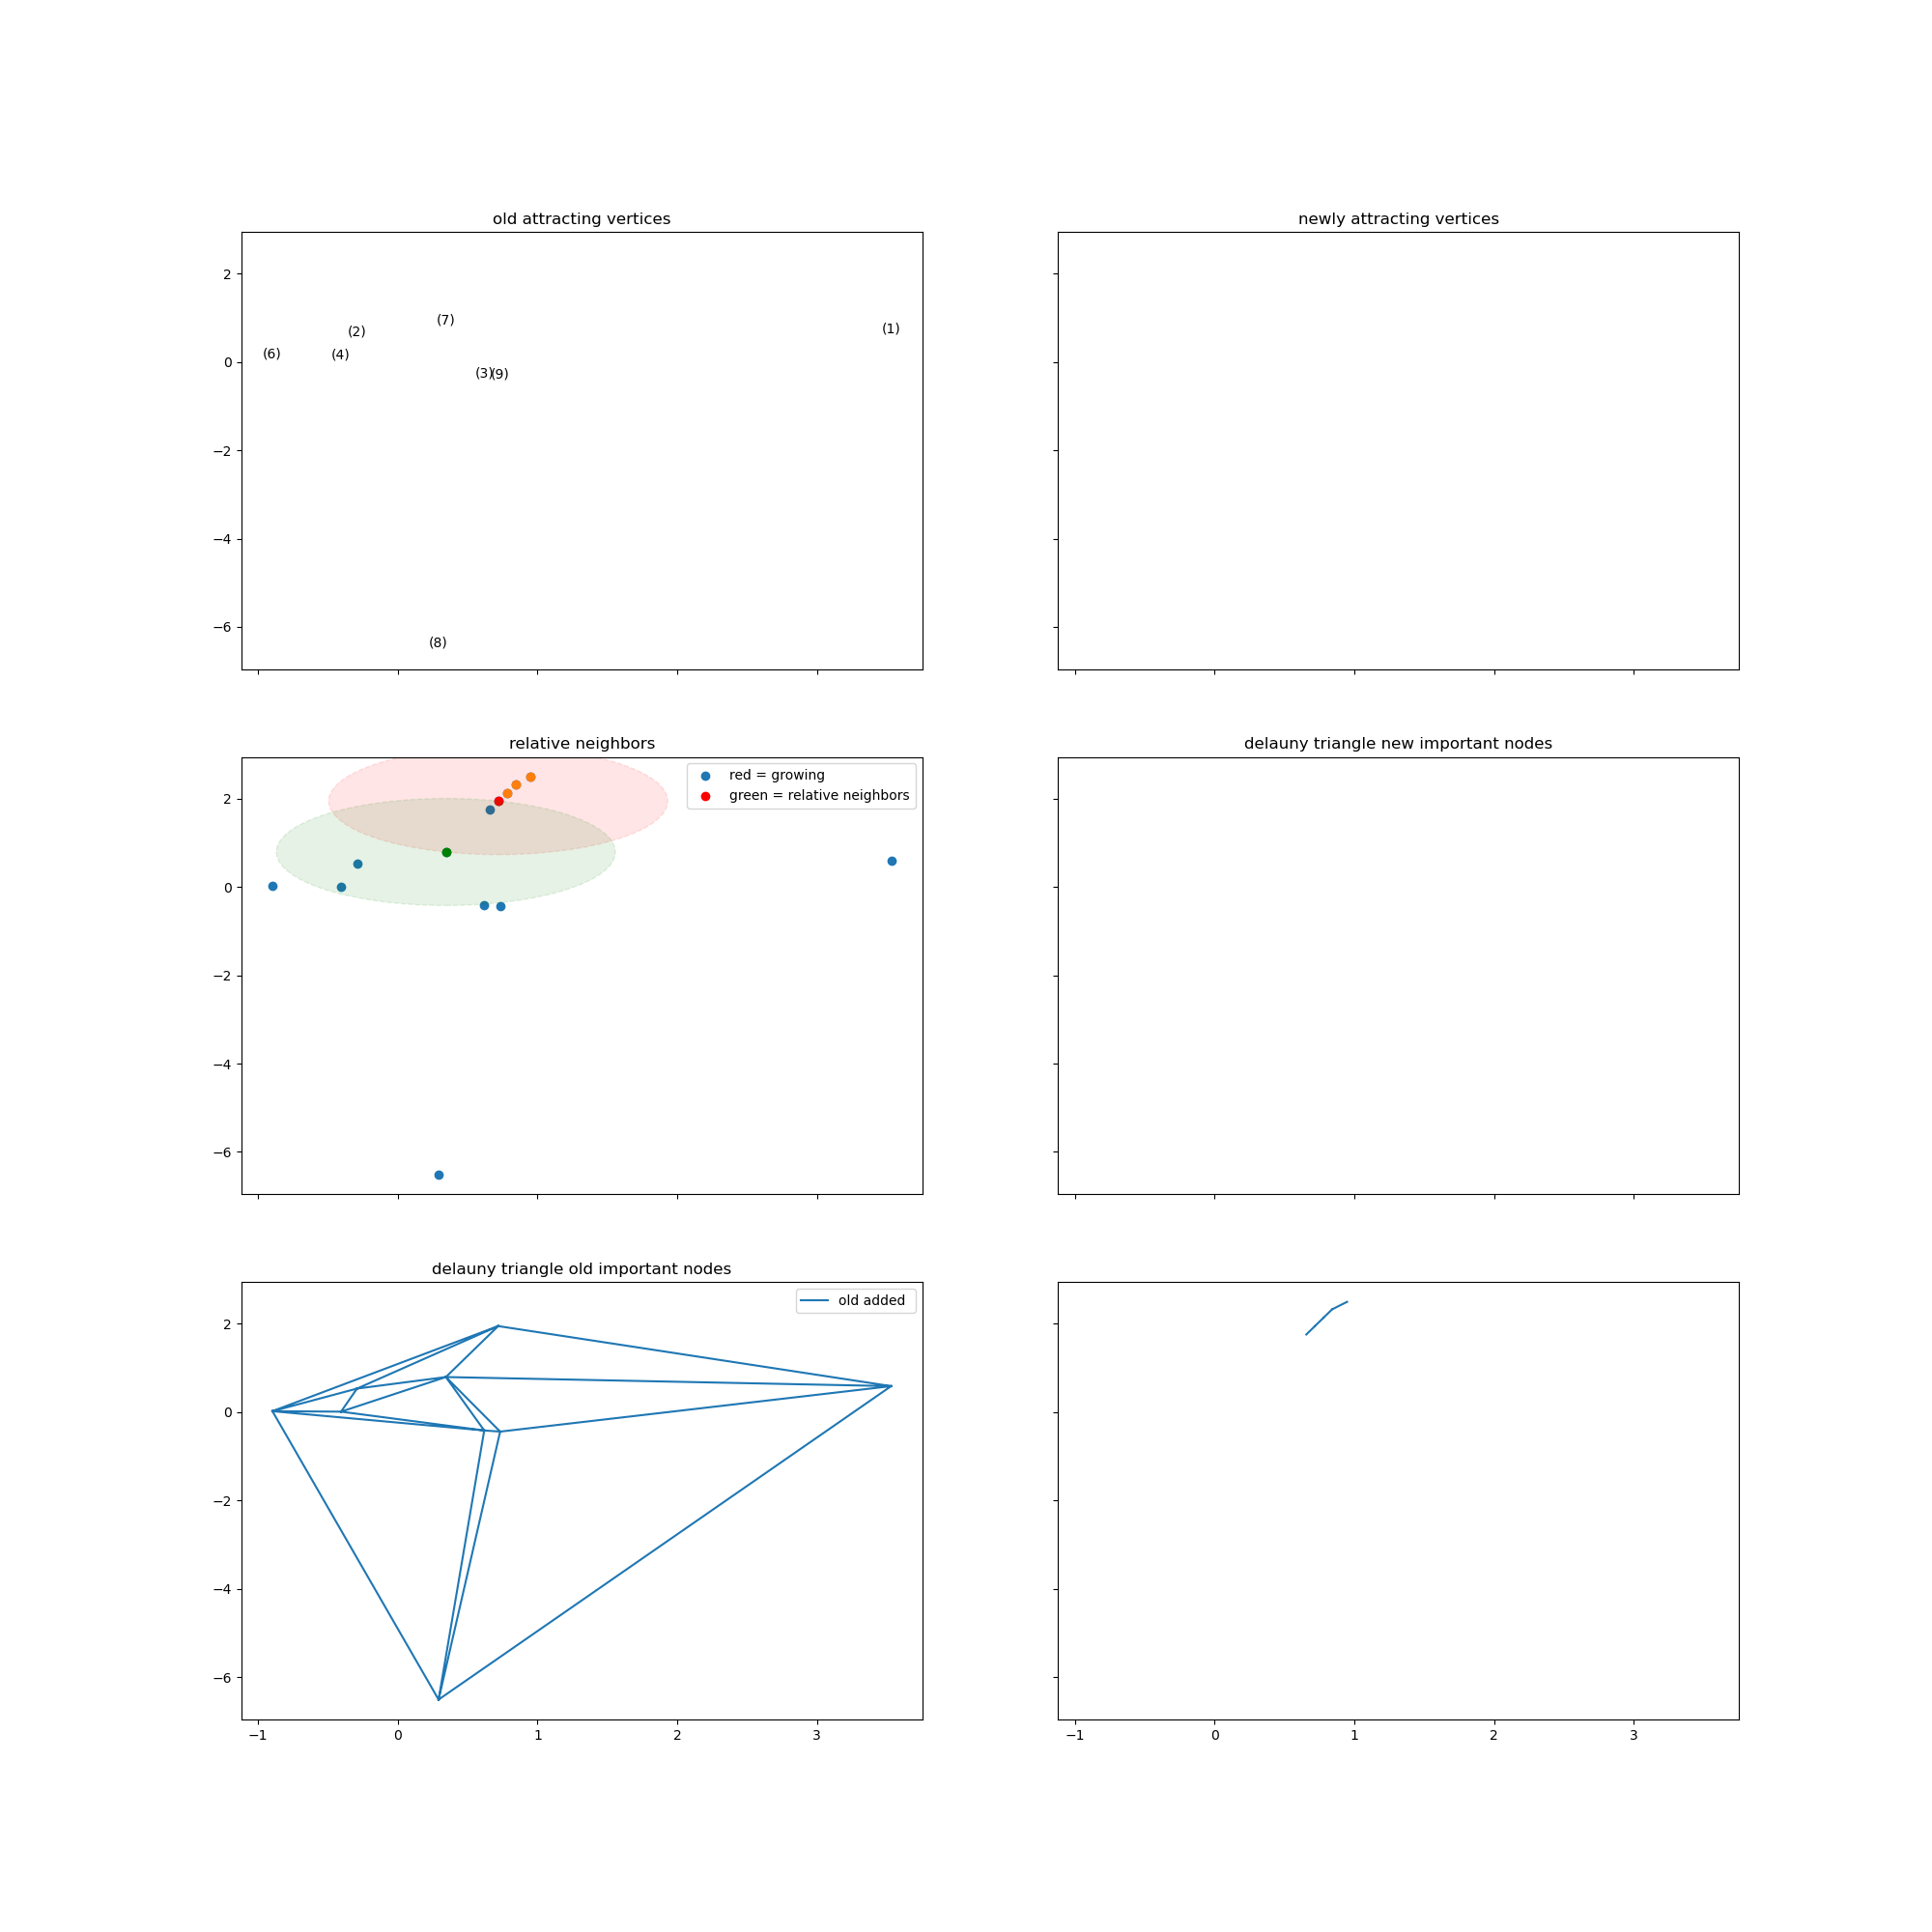 old attracting vertices
newly attracting vertices
2
0
−2
−4
−6
(7)
(1)
(2)
(6)
(4)
(3)
(9)
(8)
relative neighbors
delauny triangle new important nodes
red = growing
green = relative neighbors
2
0
−2
−4
−6
delauny triangle old important nodes
old added
2
0
−2
−4
−6
−1 0 1 2 3
−1 0 1 2 3